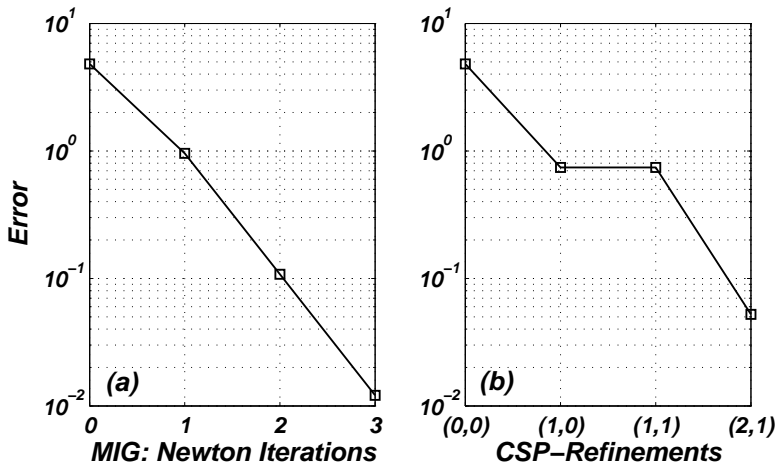 10^1
10^0
10^−1
10^−2
Error
(a)
0 1 2 3
MIG: Newton Iterations
10^1
10^0
10^−1
10^−2
(b)
(0,0) (1,0) (1,1) (2,1)
CSP−Refinements